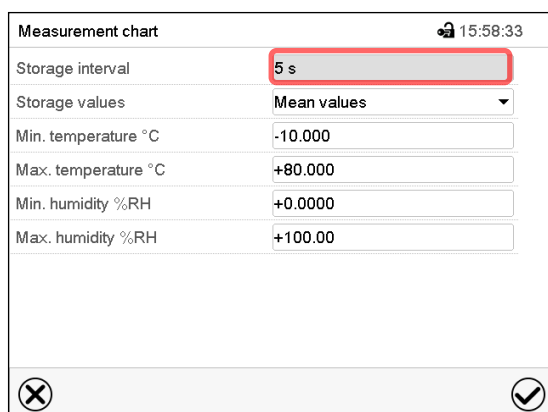 Measurement chart 15:58:33
Storage interval 5 s
Storage values Mean values
Min. temperature °C -10.000
Max. temperature °C +80.000
Min. humidity %RH +0.0000
Max. humidity %RH +100.00